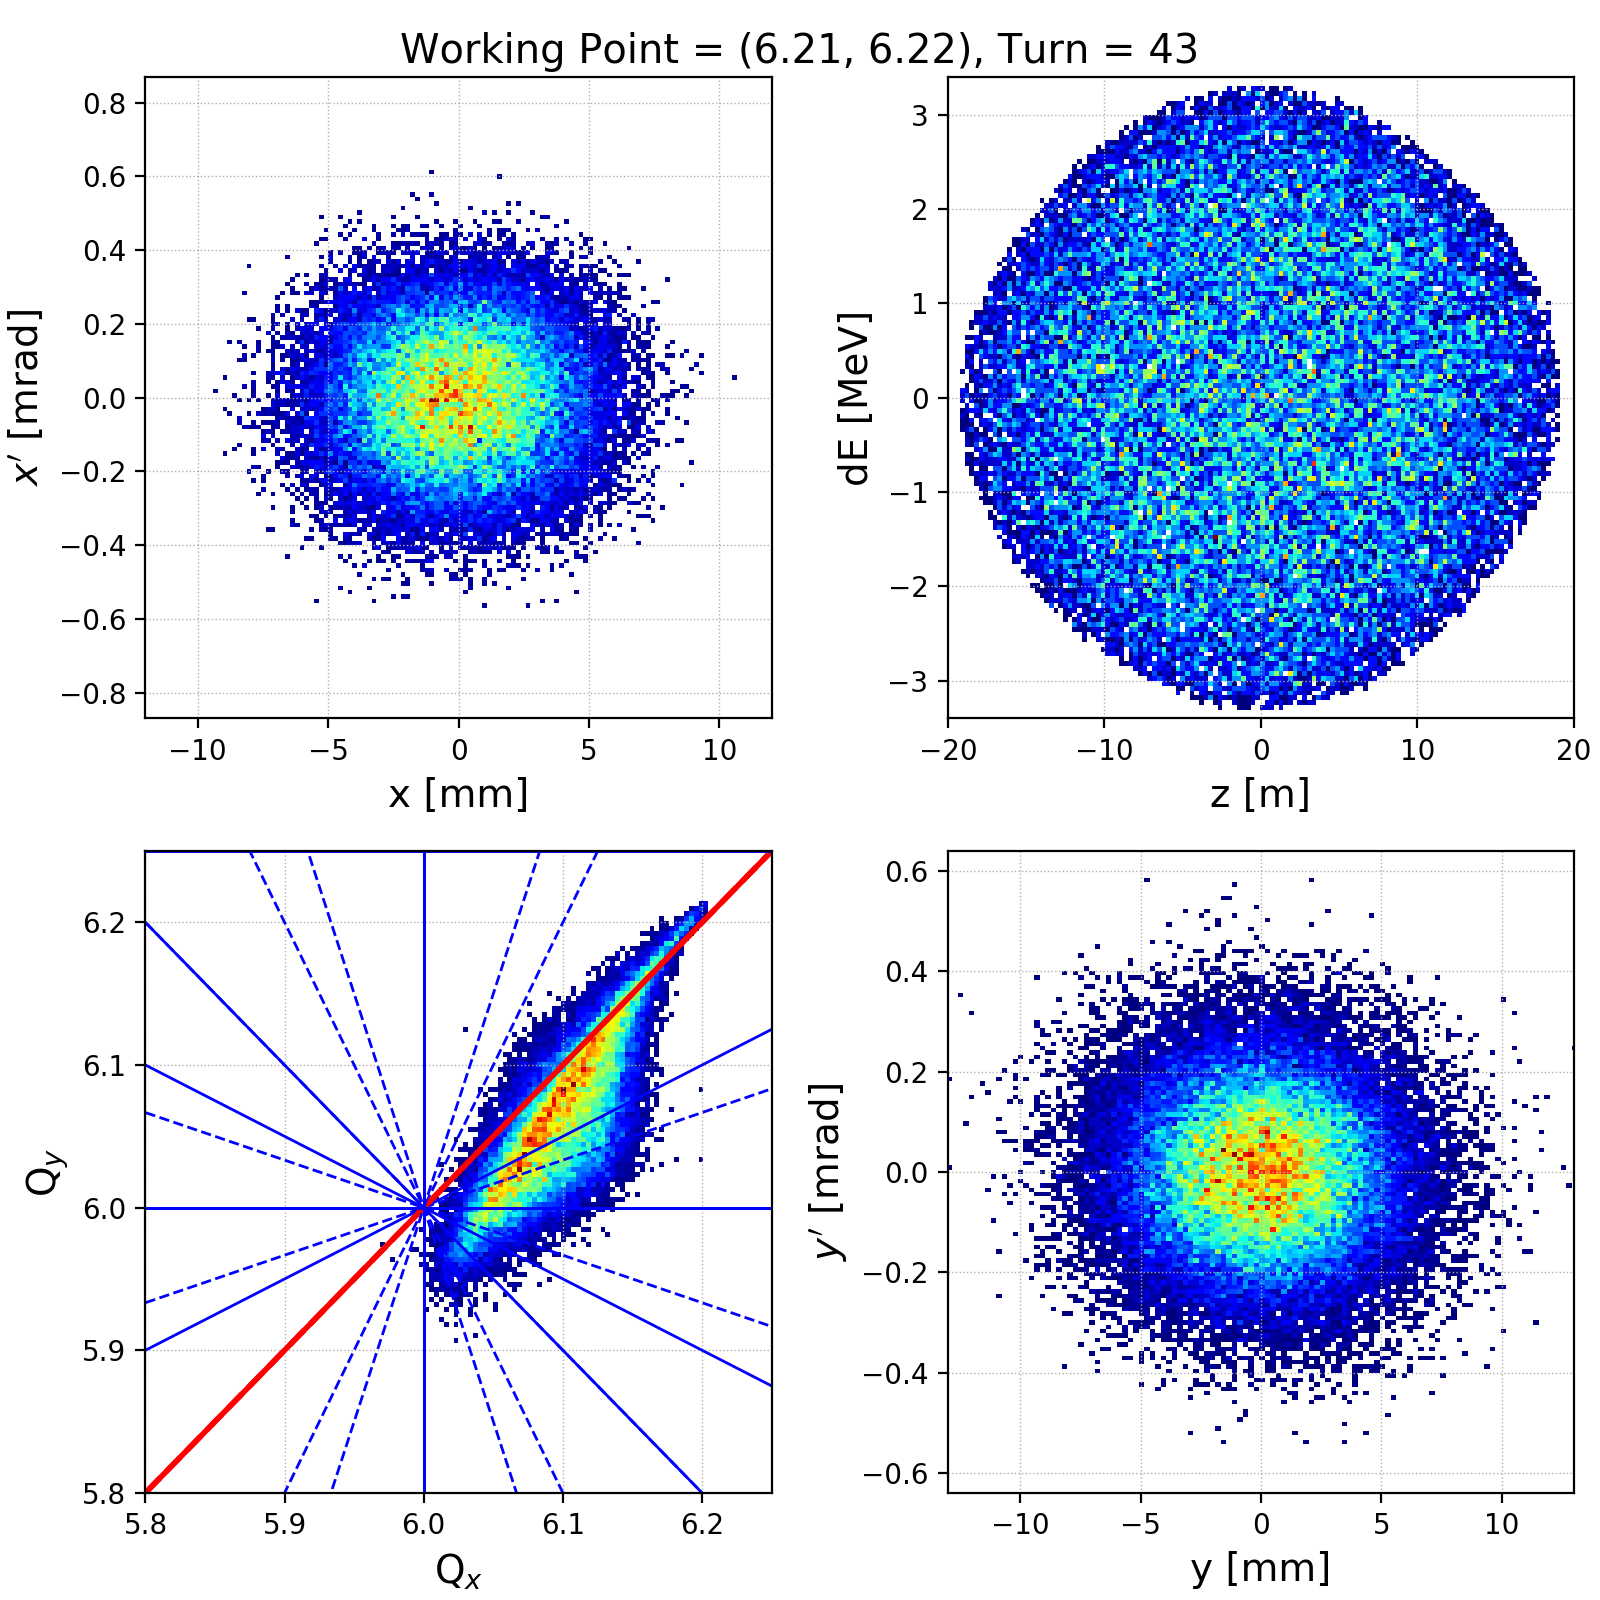 Working Point = (6.21, 6.22), Turn = 43
0.8
0.6
0.4
0.2
0.0
−0.2
−0.4
−0.6
−0.8
x′ [mrad]
−10 −5 0 5 10
x [mm]
3
2
1
0
−1
−2
−3
dE [MeV]
−20 −10 0 10 20
z [m]
6.2
6.1
6.0
5.9
5.8
Qy
5.8 5.9 6.0 6.1 6.2
Qx
0.6
0.4
0.2
0.0
−0.2
−0.4
−0.6
y′ [mrad]
−10 −5 0 5 10
y [mm]